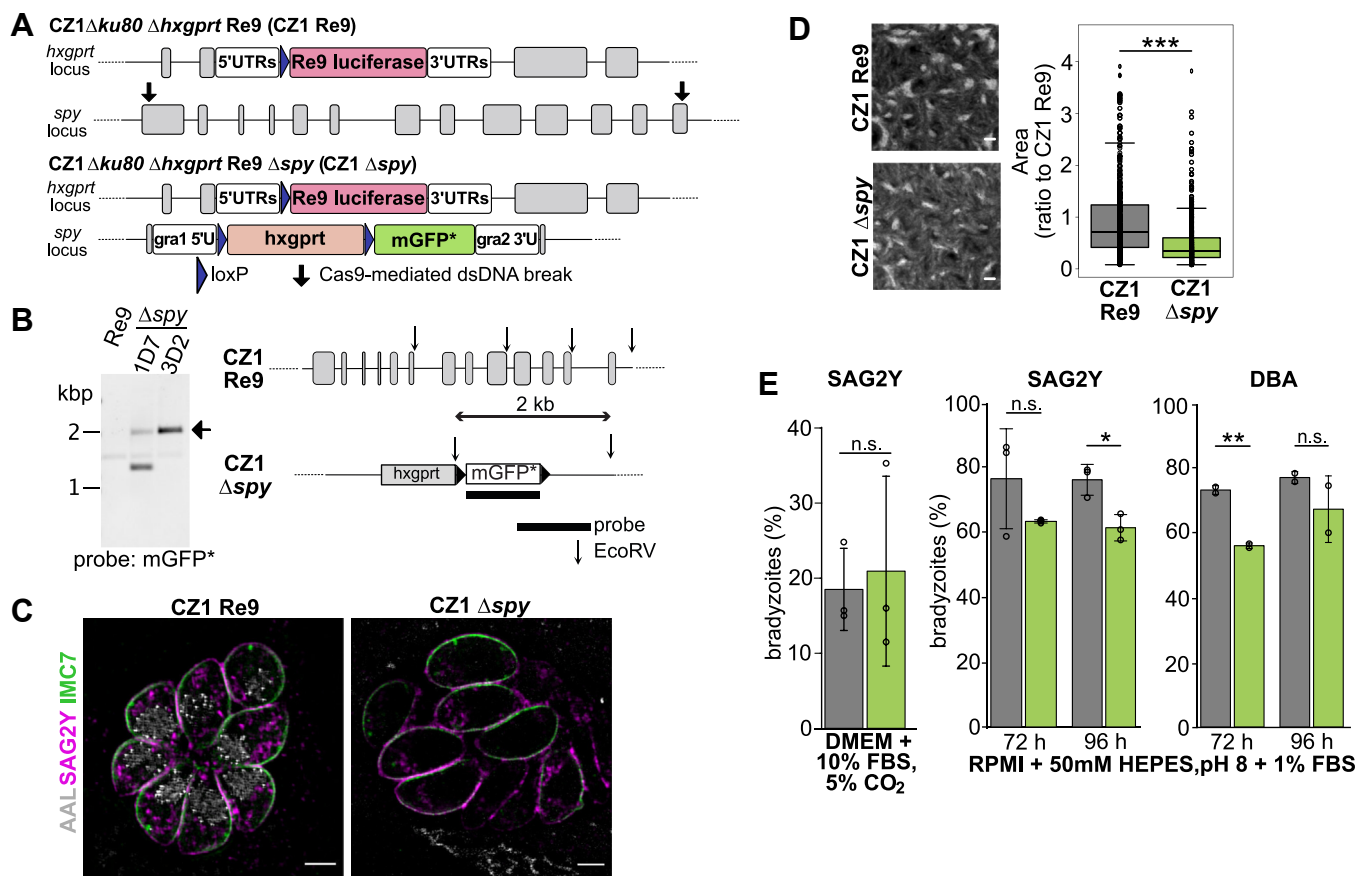 A
CZ1Δku80 Δhxgprt Re9 (CZ1 Re9)
hxgprt
locus
5'UTRs
Re9 luciferase
3'UTRs
spy
locus
CZ1Δku80 Δhxgprt Re9 Δspy (CZ1 Δspy)
hxgprt
locus
5'UTRs
Re9 luciferase
3'UTRs
spy
locus
gra1 5'U
hxgprt
mGFP*
gra2 3'U
loxP
Cas9-mediated dsDNA break
B
Re9
Δspy
1D7
3D2
kbp
2
1
probe: mGFP*
CZ1
Re9
2 kb
CZ1
Δspy
hxgprt
mGFP*
probe
EcoRV
C
CZ1 Re9
CZ1 Δspy
AAL SAG2Y IMC7
D
CZ1 Re9
CZ1 Δspy
Area
(ratio to CZ1 Re9)
4
3
2
1
0
***
CZ1
Re9
CZ1
Δspy
E
SAG2Y
bradyzoites (%)
40
30
20
10
0
n.s.
DMEM +
10% FBS,
5% CO₂
SAG2Y
bradyzoites (%)
100
80
60
40
20
0
n.s.
*
72 h
96 h
DBA
100
80
60
40
20
0
**
n.s.
72 h
96 h
RPMI + 50mM HEPES,pH 8 + 1% FBS